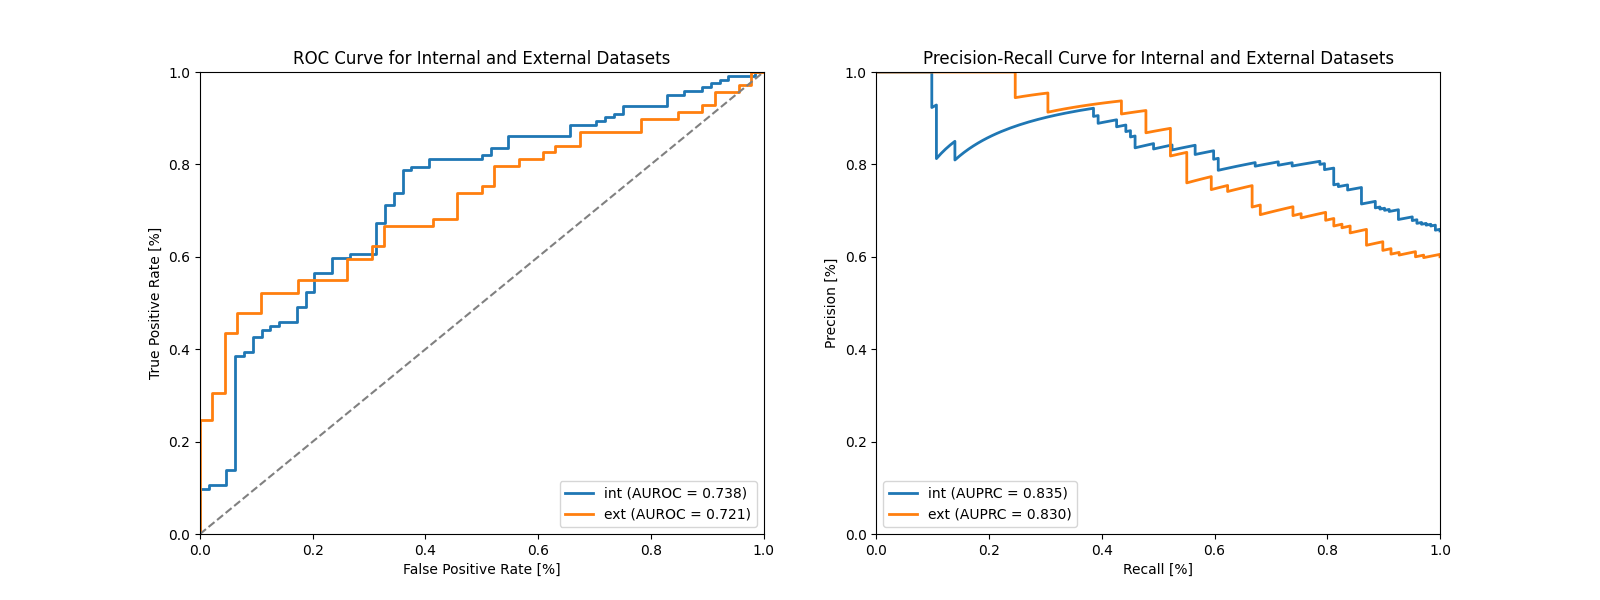 ROC Curve for Internal and External Datasets
1.0
0.8
0.6
0.4
0.2
0.0
True Positive Rate [%]
0.0 0.2 0.4 0.6 0.8 1.0
False Positive Rate [%]
int (AUROC = 0.738)
ext (AUROC = 0.721)
Precision-Recall Curve for Internal and External Datasets
1.0
0.8
0.6
0.4
0.2
0.0
Precision [%]
0.0 0.2 0.4 0.6 0.8 1.0
Recall [%]
int (AUPRC = 0.835)
ext (AUPRC = 0.830)